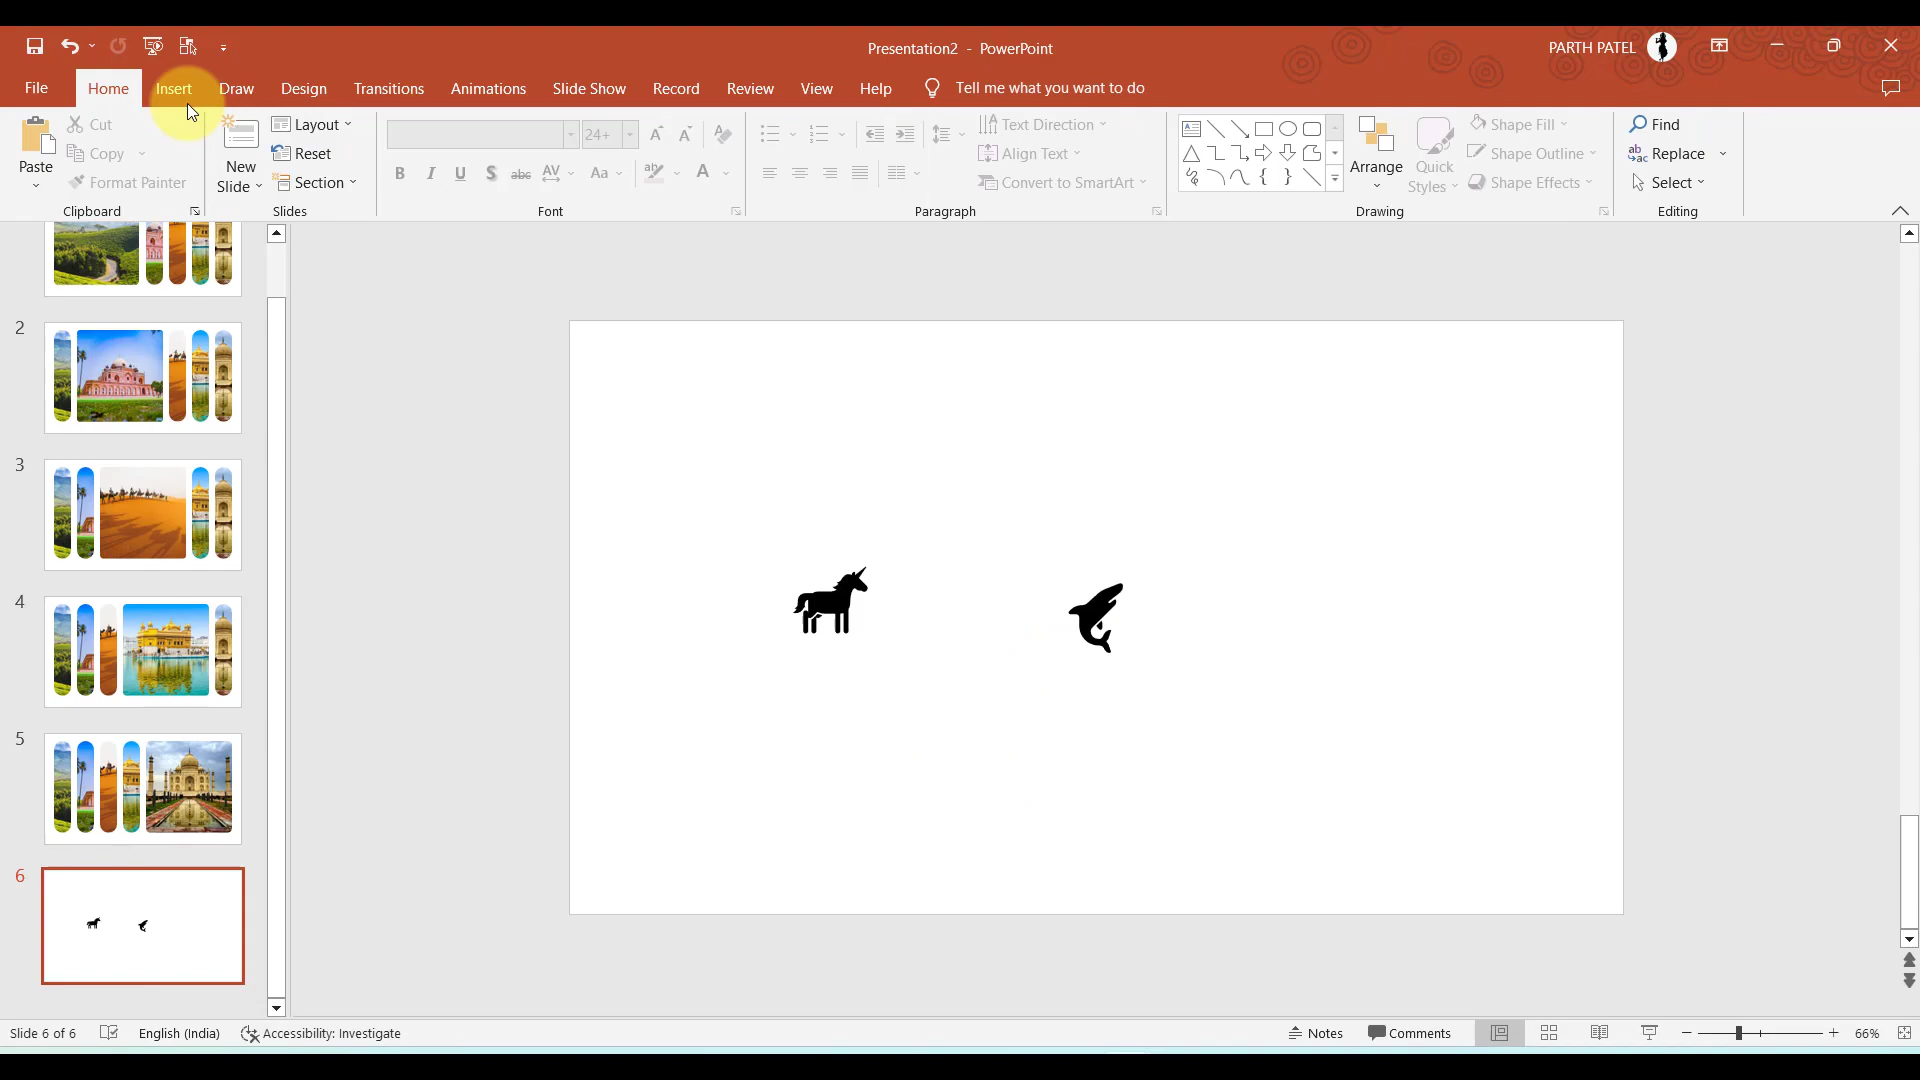 Presentation2 - PowerPoint
PARTH PATEL
File Home Insert Draw Design Transitions Animations Slide Show Record Review View Help Tell me what you want to do
Paste
Cut
Copy
Format Painter
Clipboard
New
Slide
Layout
Reset
Section
Slides
24+
B I U S abc AV Aa A
Font
Text Direction
Align Text
Convert to SmartArt
Paragraph
Arrange
Quick
Styles
Shape Fill
Shape Outline
Shape Effects
Drawing
Find
Replace
Select
Editing
2
3
4
5
6
Slide 6 of 6 English (India) Accessibility: Investigate Notes Comments 66%